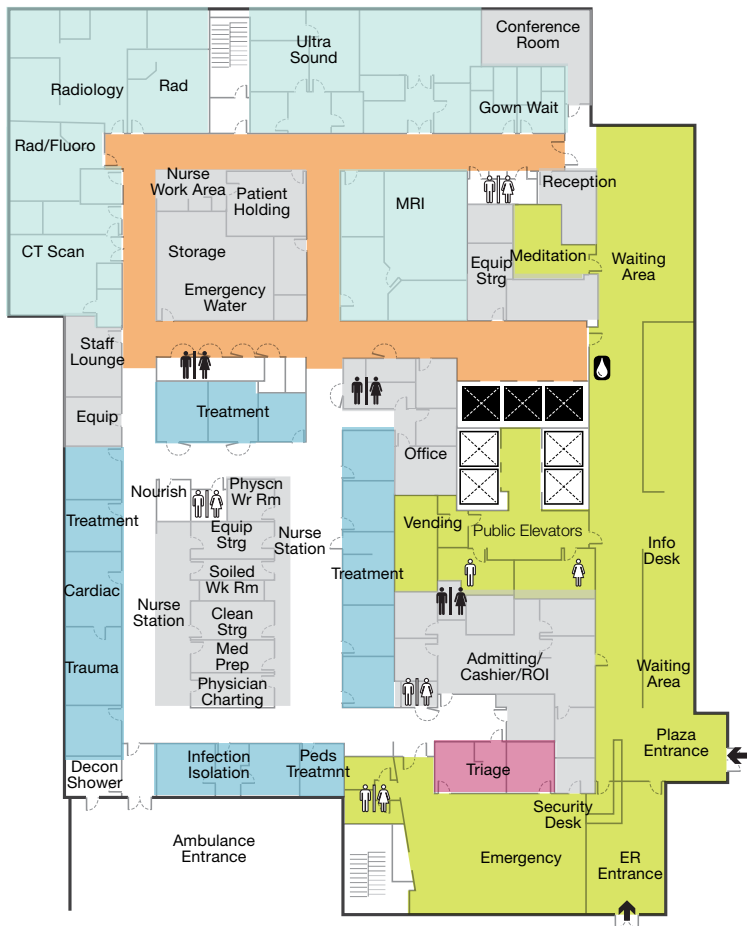 Conference
Room
Ultra
Sound
Radiology
Rad
Gown Wait
Rad/Fluoro
Nurse
Work Area
Patient
Holding
MRI
Reception
CT Scan
Storage
Emergency
Water
Equip
Strg
Meditation
Waiting
Area
Staff
Lounge
Equip
Treatment
Office
Nourish
Physcn
Wr Rm
Vending
Public Elevators
Treatment
Equip
Strg
Nurse
Station
Info
Desk
Soiled
Wk Rm
Treatment
Cardiac
Nurse
Station
Clean
Strg
Med
Prep
Physician
Charting
Trauma
Admitting/
Cashier/ROI
Waiting
Area
Plaza
Entrance
Decon
Shower
Infection
Isolation
Peds
Treatmnt
Triage
Security
Desk
Ambulance
Entrance
Emergency
ER
Entrance